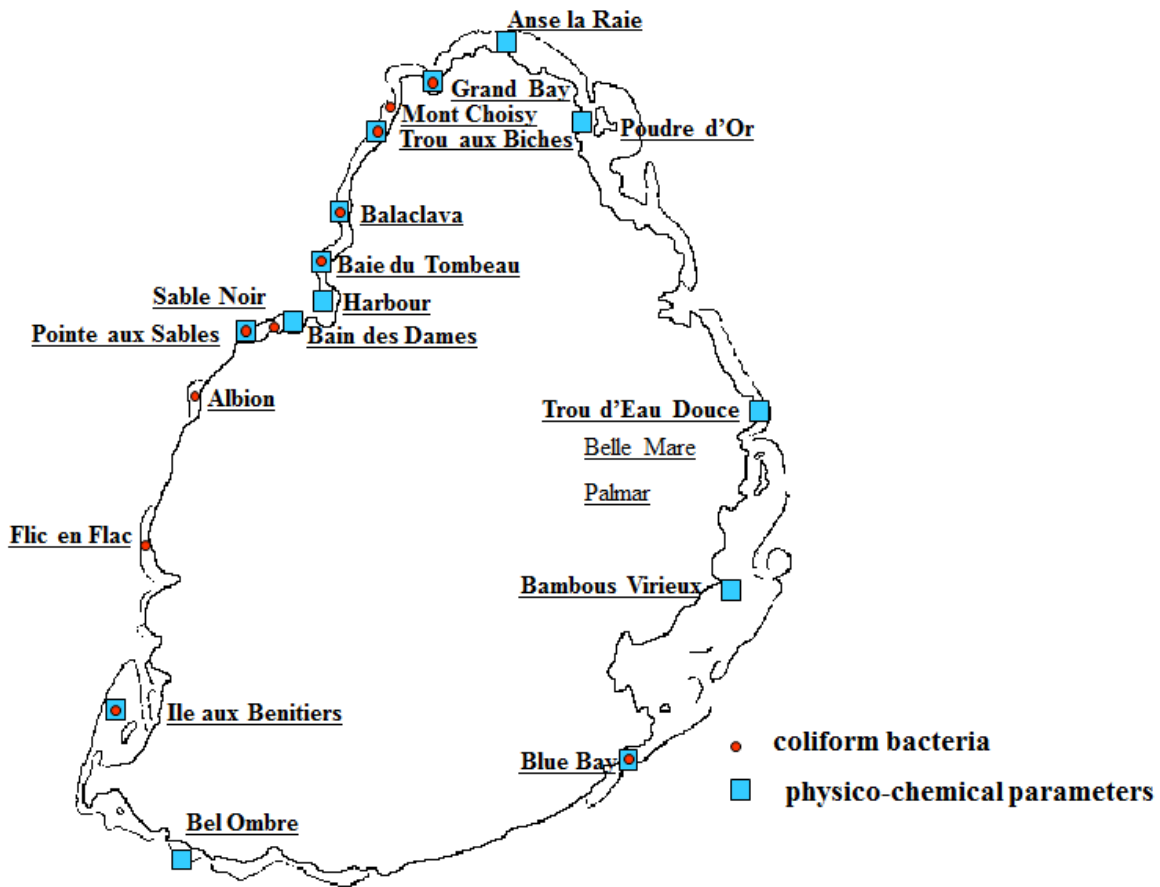 Anse la Raie
Grand Bay
Mont Choisy
Trou aux Biches
Poudre d'Or
Balaclava
Baie du Tombeau
Sable Noir
Harbour
Pointe aux Sables
Bain des Dames
Albion
Trou d'Eau Douce
Belle Mare
Palmar
Flic en Flac
Bambous Virieux
Ile aux Benitiers
Blue Bay
coliform bacteria
physico-chemical parameters
Bel Ombre